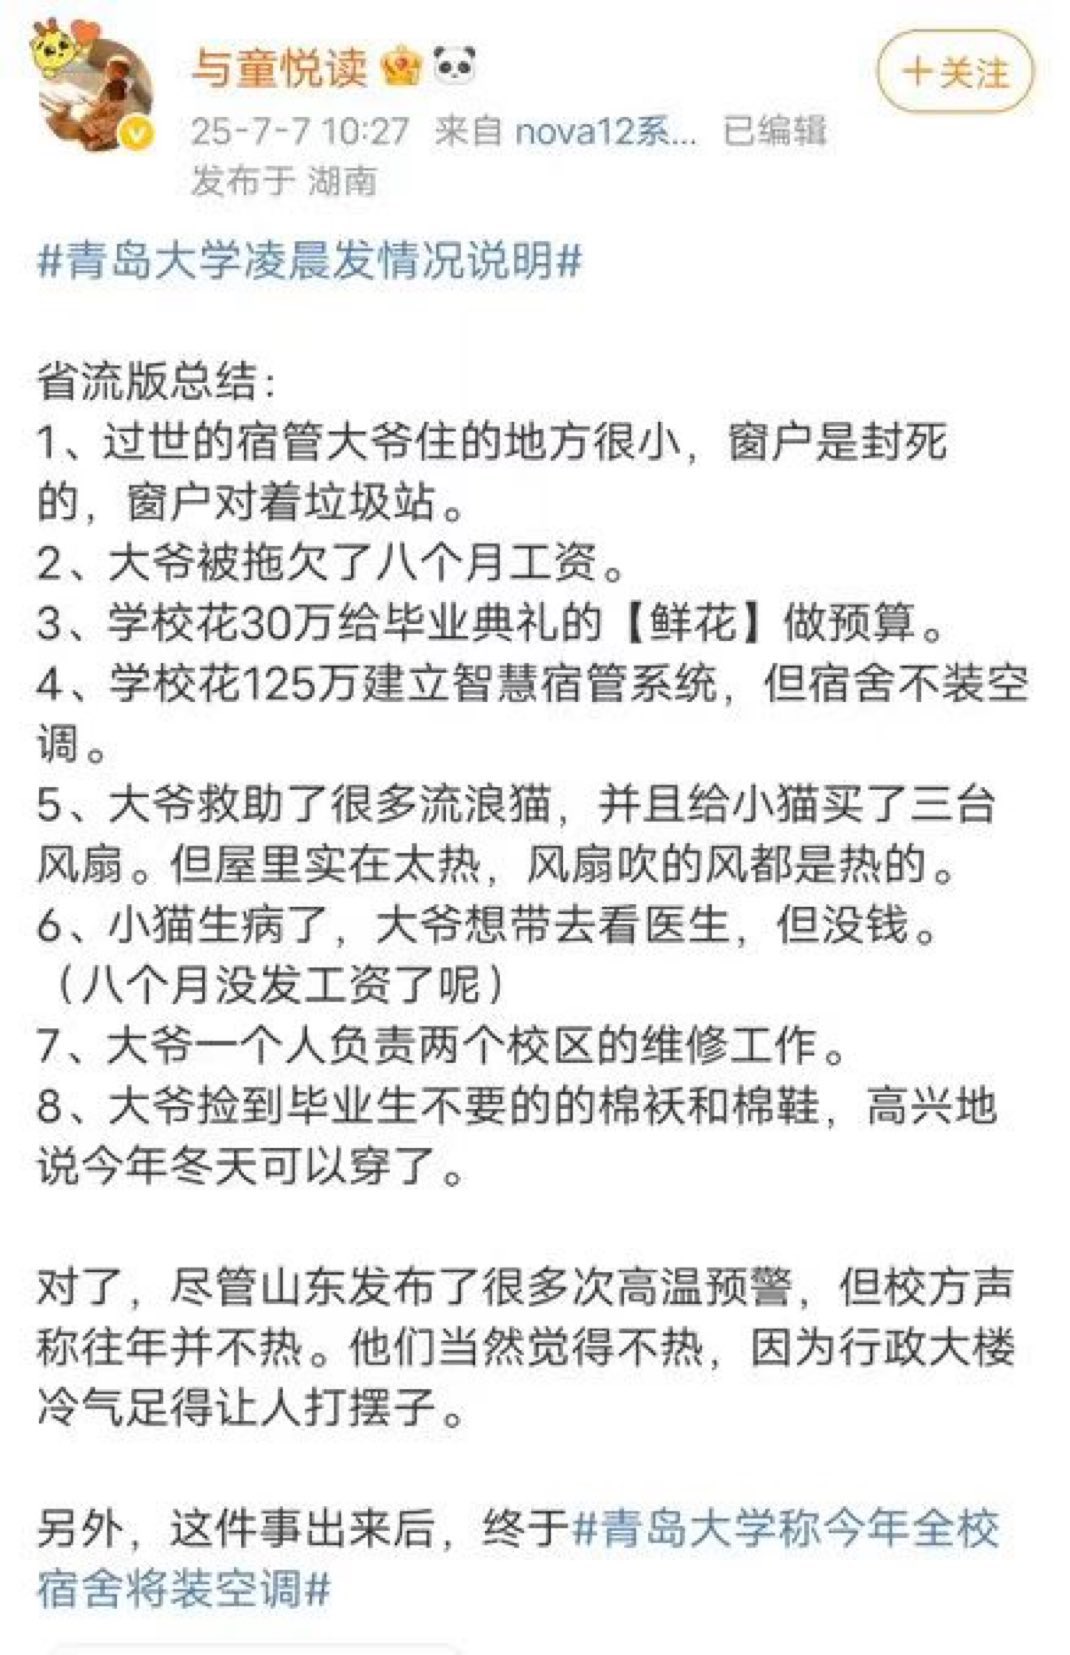 与童悦读
+关注
25-7-7 10:27 来自 nova12系... 已编辑
发布于 湖南
#青岛大学凌晨发情况说明#
省流版总结：
1、过世的宿管大爷住的地方很小，窗户是封死
的，窗户对着垃圾站。
2、大爷被拖欠了八个月工资。
3、学校花30万给毕业典礼的【鲜花】做预算。
4、学校花125万建立智慧宿管系统，但宿舍不装空
调。
5、大爷救助了很多流浪猫，并且给小猫买了三台
风扇。但屋里实在太热，风扇吹的风都是热的。
6、小猫生病了，大爷想带去看医生，但没钱。
（八个月没发工资了呢）
7、大爷一个人负责两个校区的维修工作。
8、大爷捡到毕业生不要的的棉袄和棉鞋，高兴地
说今年冬天可以穿了。
对了，尽管山东发布了很多次高温预警，但校方声
称往年并不热。他们当然觉得不热，因为行政大楼
冷气足得让人打摆子。
另外，这件事出来后，终于#青岛大学称今年全校
宿舍将装空调#